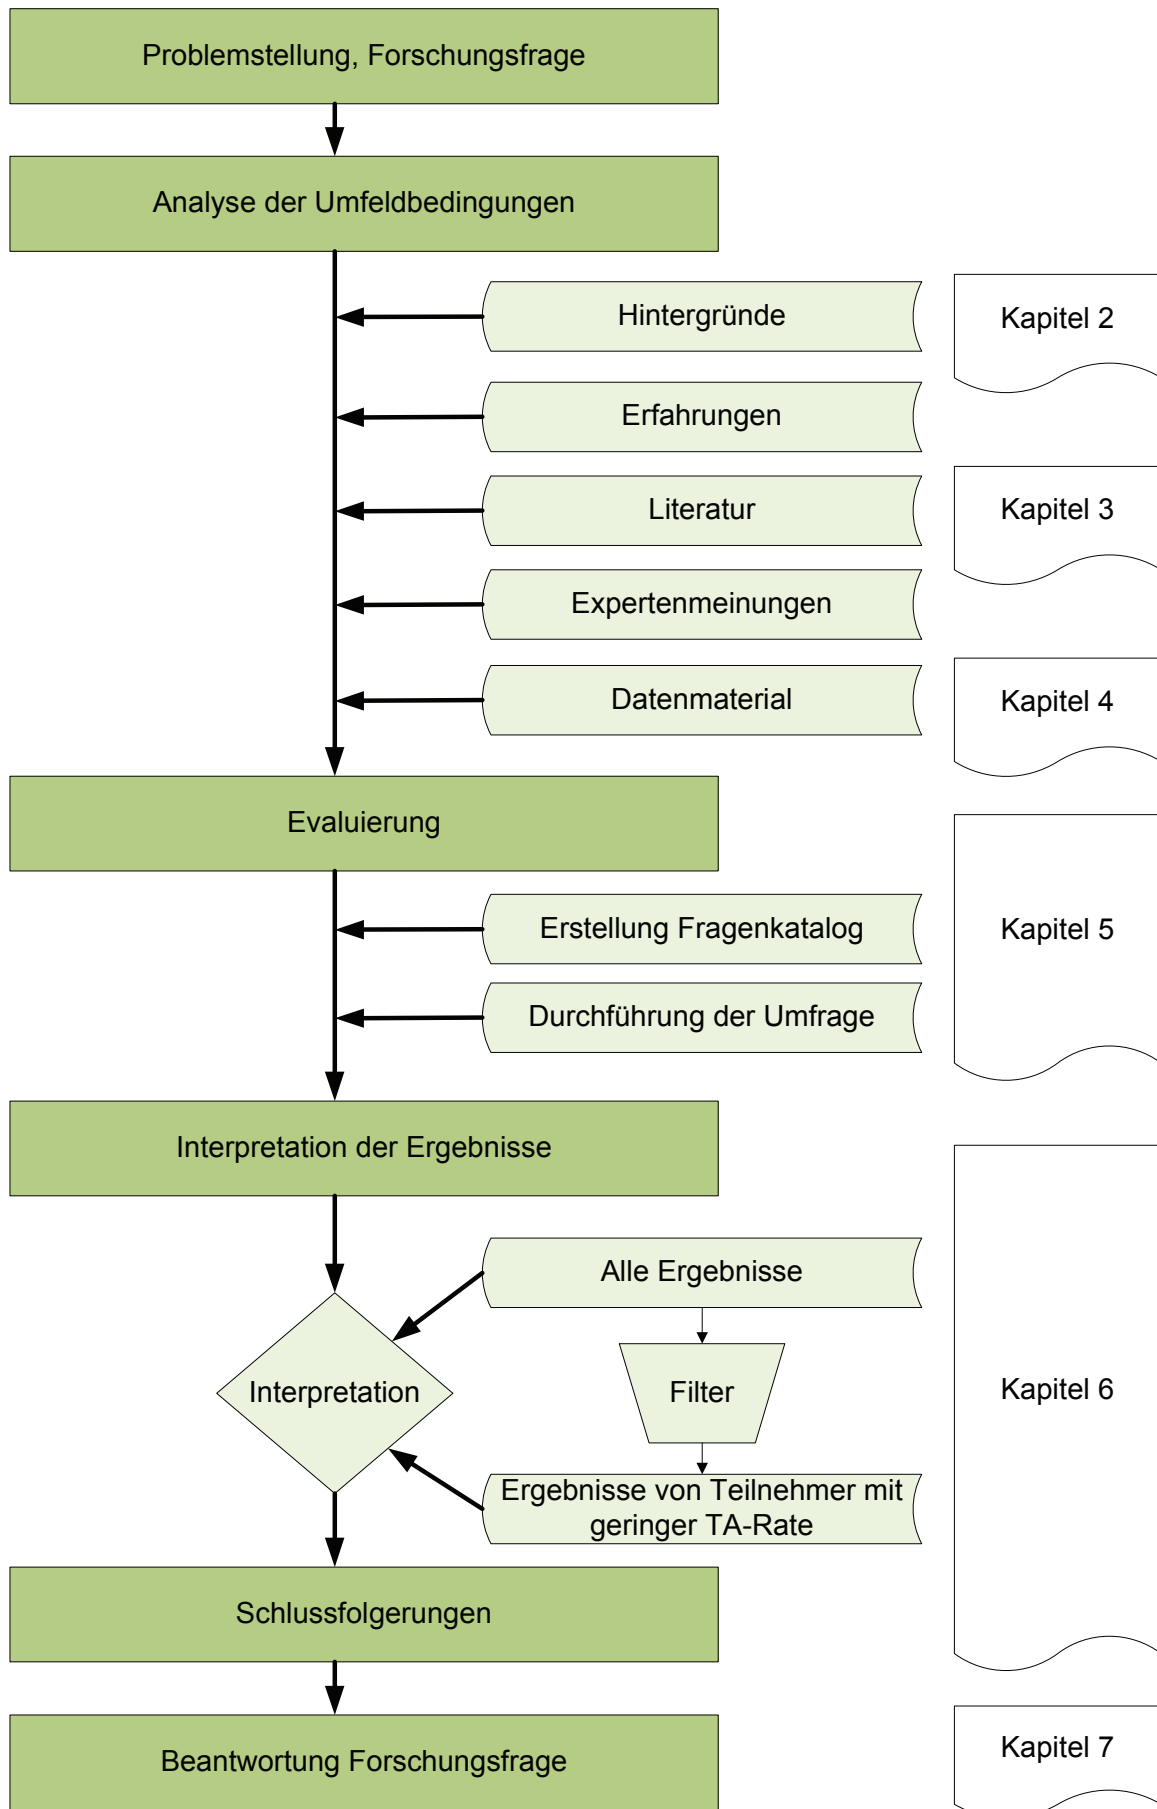 Problemstellung, Forschungsfrage
Analyse der Umfeldbedingungen
Hintergründe
Kapitel 2
Erfahrungen
Literatur
Kapitel 3
Expertenmeinungen
Datenmaterial
Kapitel 4
Evaluierung
Erstellung Fragenkatalog
Kapitel 5
Durchführung der Umfrage
Interpretation der Ergebnisse
Alle Ergebnisse
Interpretation
Filter
Kapitel 6
Ergebnisse von Teilnehmer mit
geringer TA-Rate
Schlussfolgerungen
Beantwortung Forschungsfrage
Kapitel 7